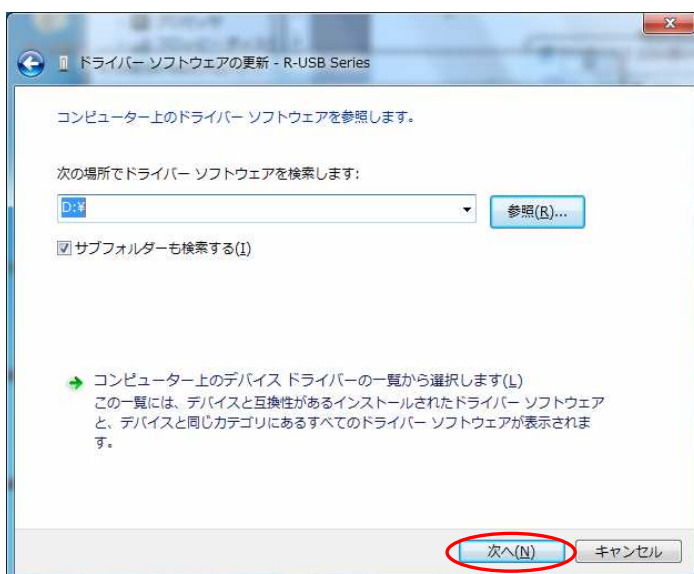 ドライバー ソフトウェアの更新 - R-USB Series
コンピューター上のドライバー ソフトウェアを参照します。
次の場所でドライバー ソフトウェアを検索します:
D:¥
参照(R)...
サブフォルダーも検索する(I)
コンピューター上のデバイス ドライバーの一覧から選択します(L)
この一覧には、デバイスと互換性があるインストールされたドライバー ソフトウェア
と、デバイスと同じカテゴリにあるすべてのドライバー ソフトウェアが表示されま
す。
次へ(N)
キャンセル